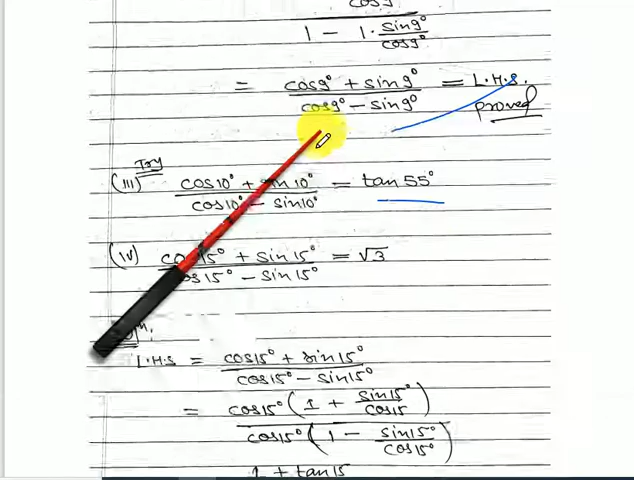 cos9°
1 - 1. sin9°/cos9°
= cos9° + sin9° / cos9° - sin9° = L.H.S.
proved
Try
(III) cos10° + sin10° / cos10° - sin10° = tan 55°
(IV) cos15° + sin15° / cos15° - sin15° = √3
L.H.S = cos15° + sin15° / cos15° - sin15°
= cos15° (1 + sin15°/cos15) / cos15° (1 - sin15°/cos15°)
1 + tan15